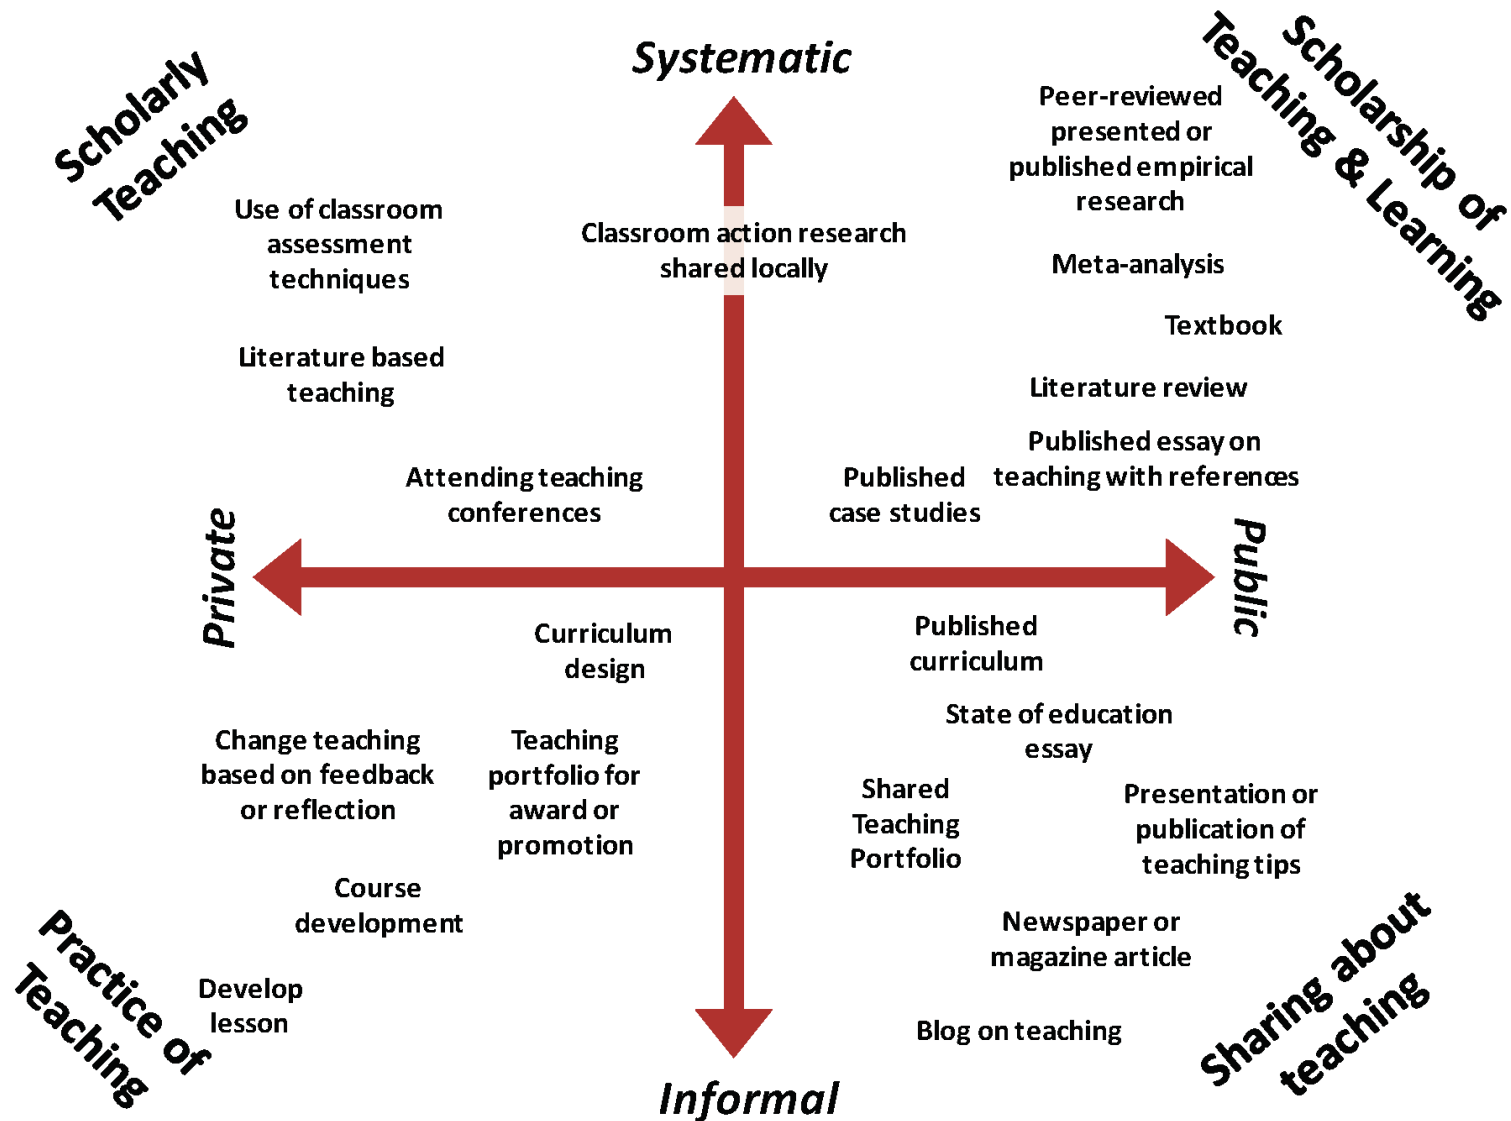 Systematic
Scholarly
Teaching
Scholarship of
Teaching & Learning
Use of classroom
assessment
techniques
Literature based
teaching
Attending teaching
conferences
Classroom action research
shared locally
Peer-reviewed
presented or
published empirical
research
Meta-analysis
Textbook
Literature review
Published essay on
teaching with references
Published
case studies
Private
Public
Curriculum
design
Change teaching
based on feedback
or reflection
Teaching
portfolio for
award or
promotion
Course
development
Develop
lesson
Practice of
Teaching
Published
curriculum
State of education
essay
Shared
Teaching
Portfolio
Presentation or
publication of
teaching tips
Newspaper or
magazine article
Blog on teaching
Sharing about
teaching
Informal